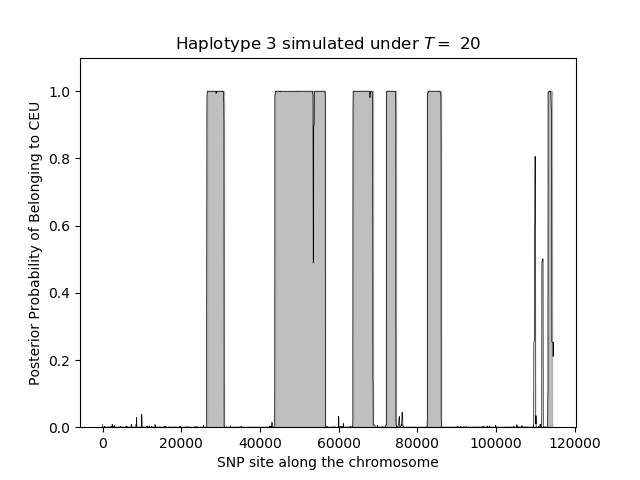 Haplotype 3 simulated under T = 20
Posterior Probability of Belonging to CEU
1.0
0.8
0.6
0.4
0.2
0.0
0 20000 40000 60000 80000 100000 120000
SNP site along the chromosome